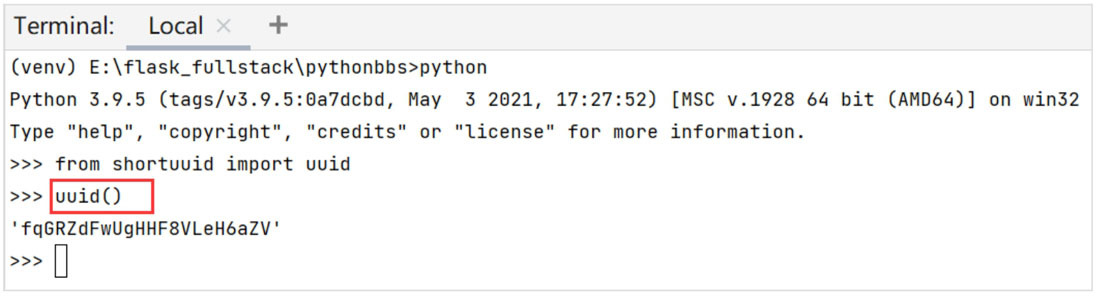 Terminal: Local × +
(venv) E:\flask_fullstack\pythonbbs>python
Python 3.9.5 (tags/v3.9.5:0a7dcbd, May  3 2021, 17:27:52) [MSC v.1928 64 bit (AMD64)] on win32
Type "help", "copyright", "credits" or "license" for more information.
>>> from shortuuid import uuid
>>> uuid()
'fqGRZdFwUgHHF8VLeH6aZV'
>>>